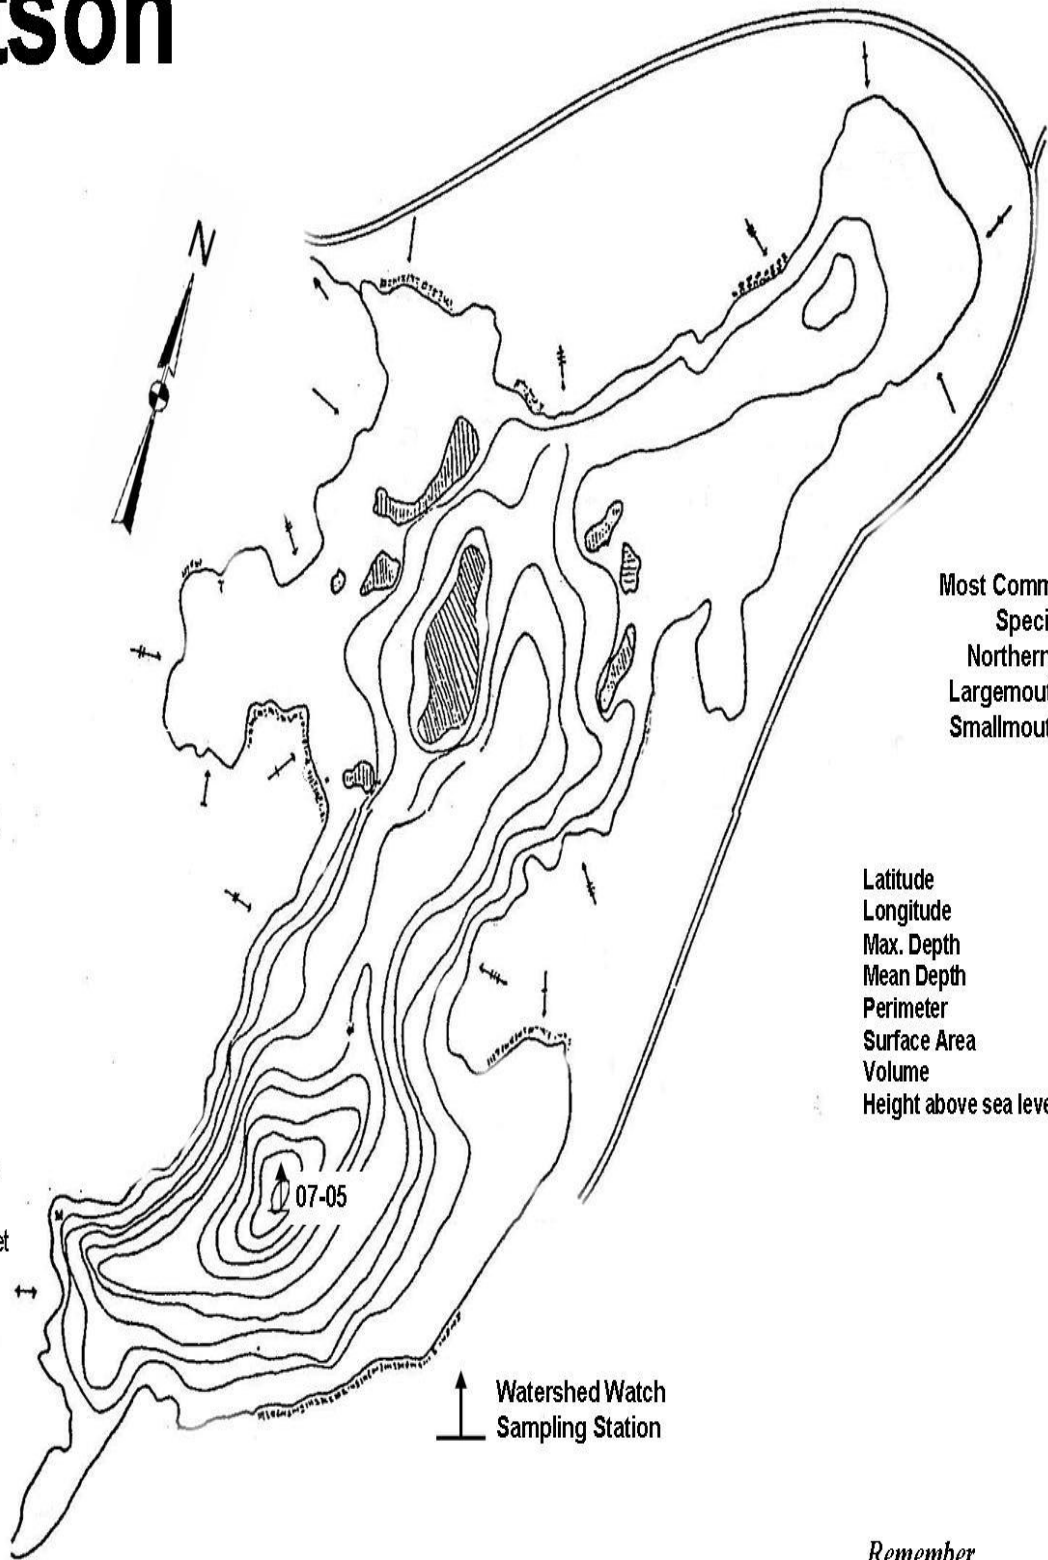 tson
N
Most Comm
Speci
Northern
Largemout
Smallmout
Latitude
Longitude
Max. Depth
Mean Depth
Perimeter
Surface Area
Volume
Height above sea leve
07-05
et
Watershed Watch
Sampling Station
Remember